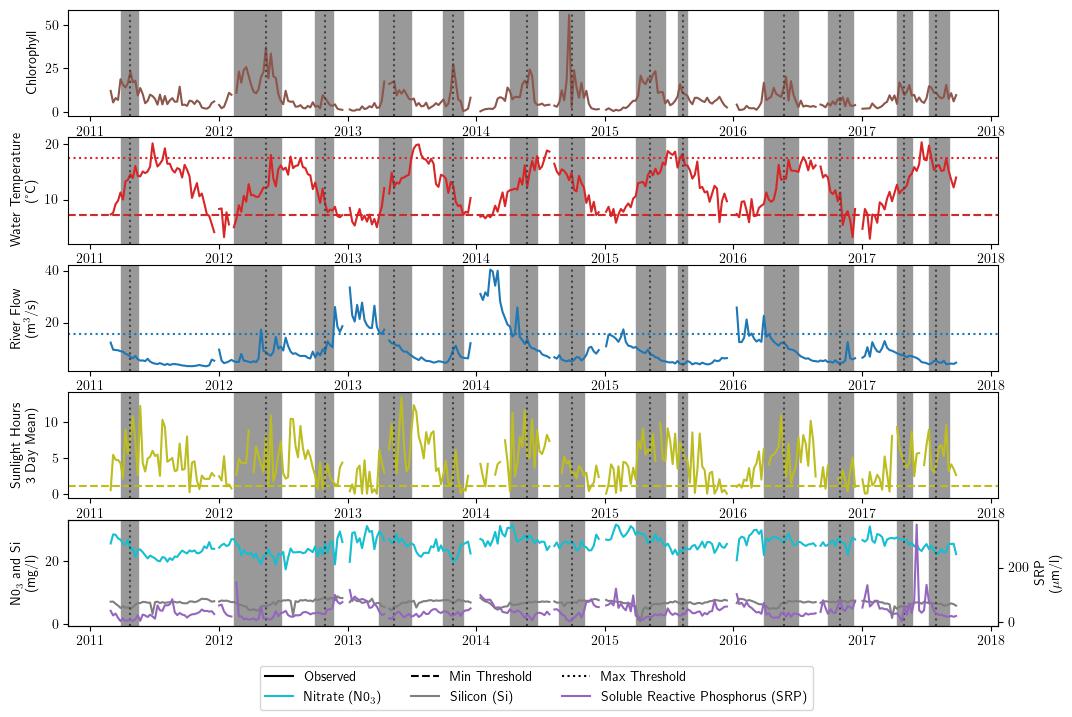 Chlorophyll
50
25
0
2011 2012 2013 2014 2015 2016 2017 2018
Water Temperature
(°C)
20
10
2011 2012 2013 2014 2015 2016 2017 2018
River Flow
(m³/s)
40
20
2011 2012 2013 2014 2015 2016 2017 2018
Sunlight Hours
3 Day Mean)
10
5
0
2011 2012 2013 2014 2015 2016 2017 2018
N0₃ and Si
(mg/l)
20
0
200
0
SRP
(μm/l)
2011 2012 2013 2014 2015 2016 2017 2018
Observed Min Threshold Max Threshold
Nitrate (N0₃) Silicon (Si) Soluble Reactive Phosphorus (SRP)